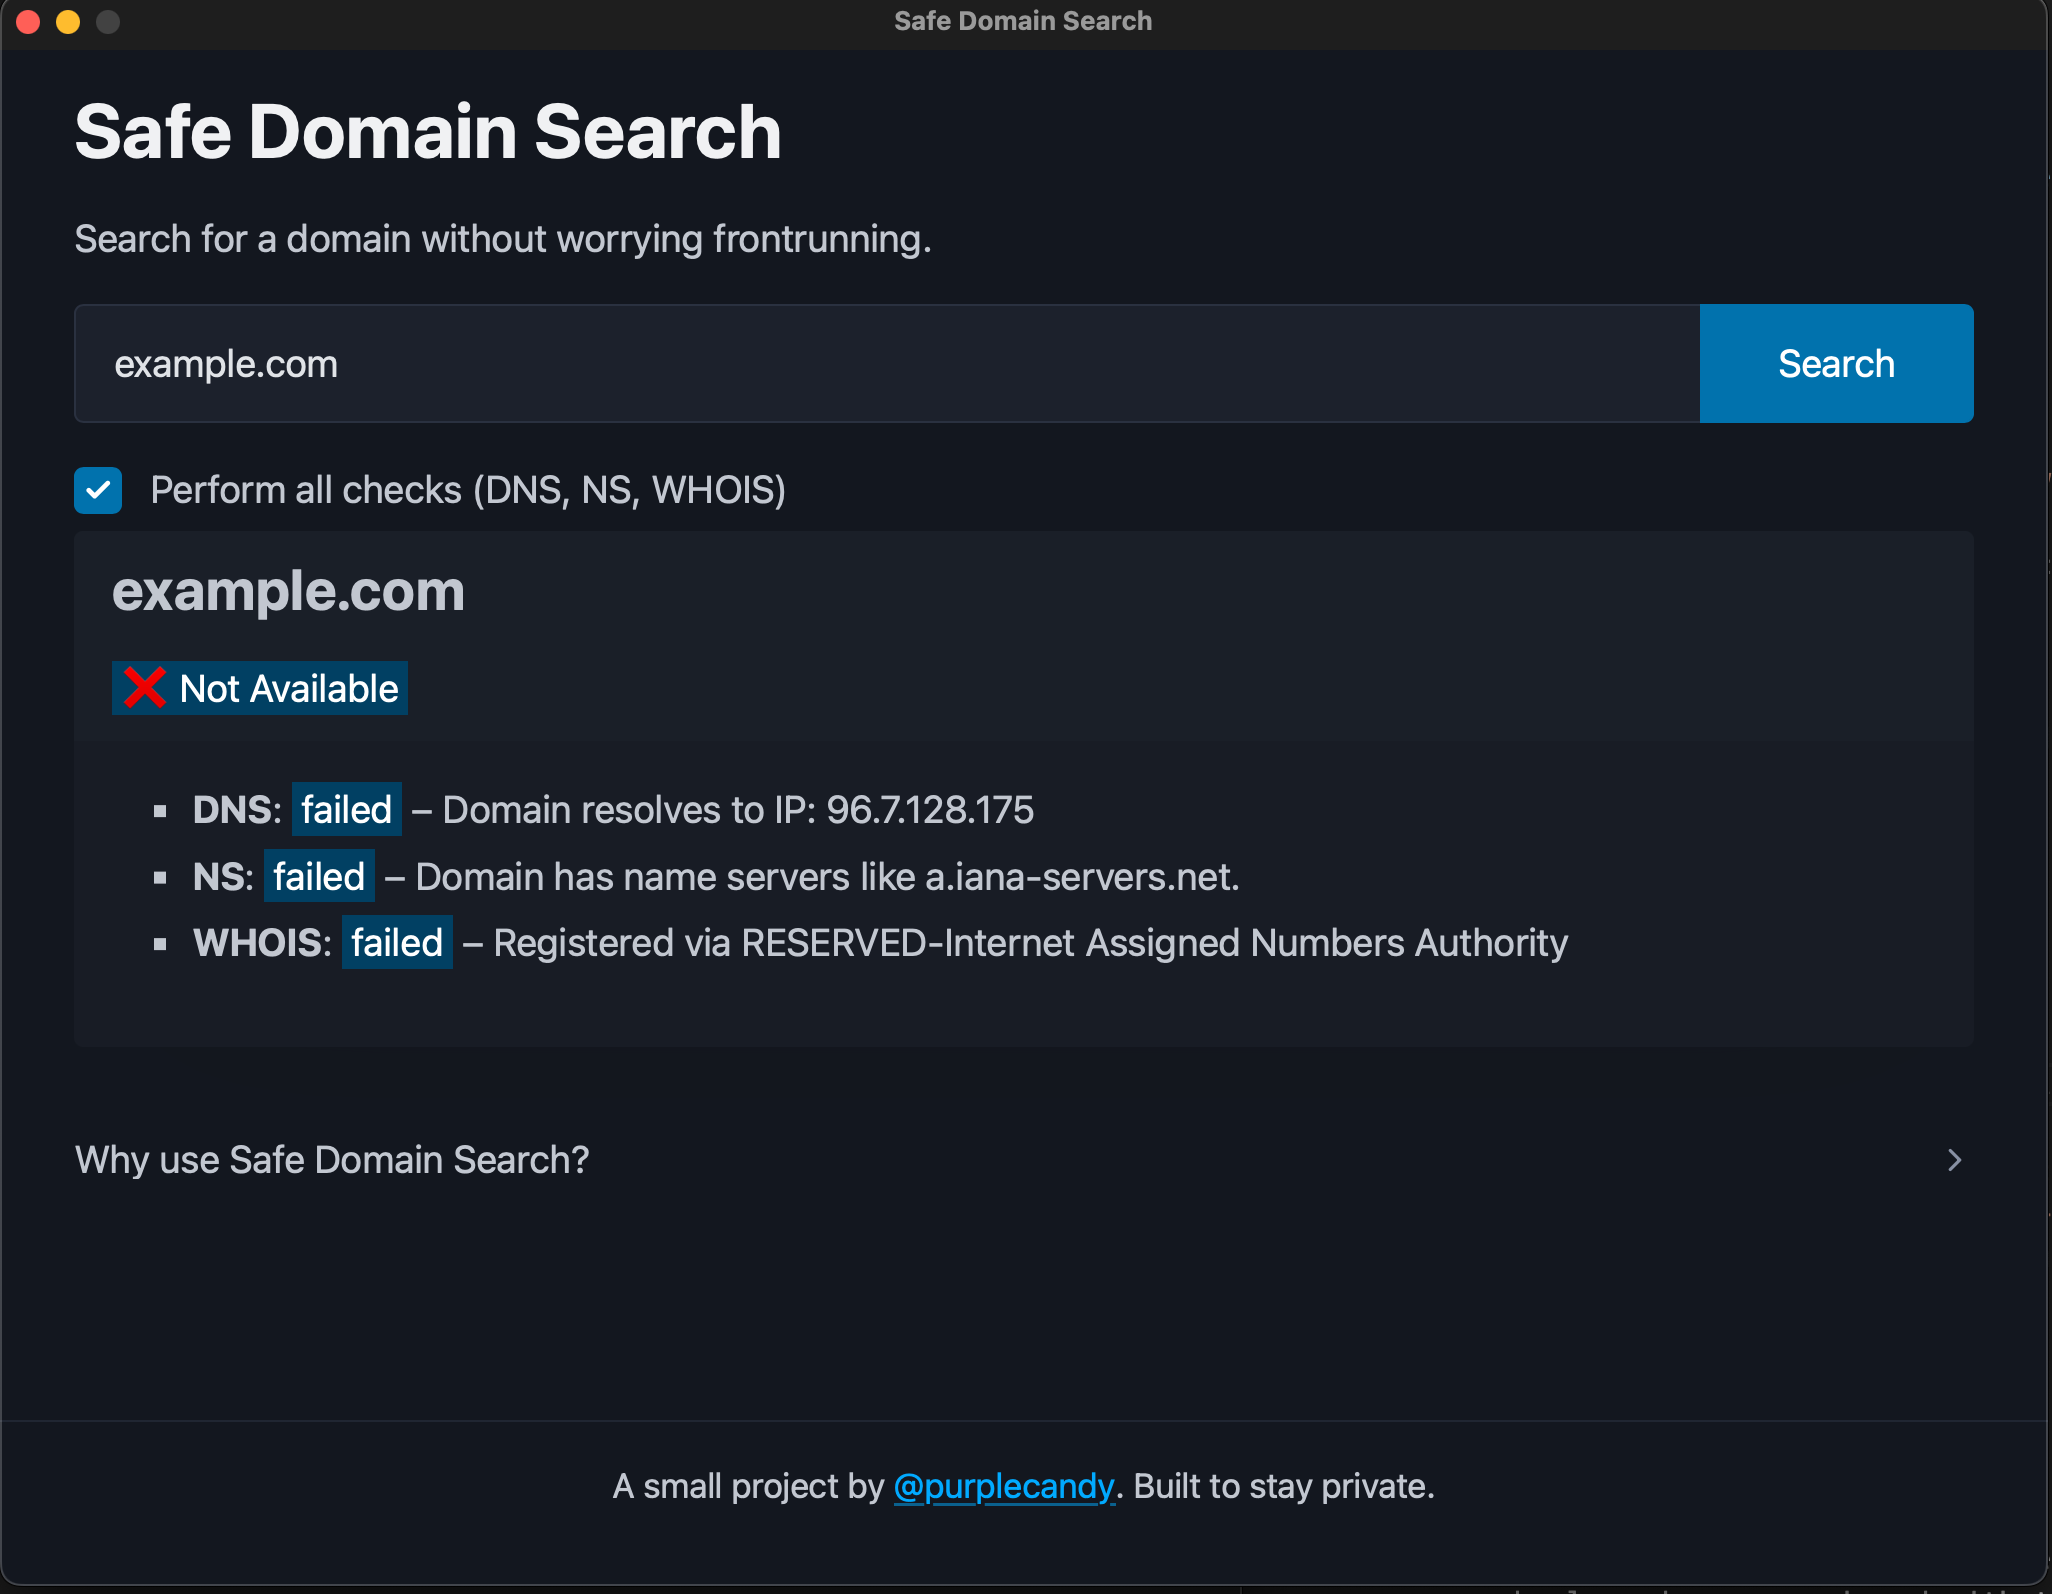 Safe Domain Search
Safe Domain Search
Search for a domain without worrying frontrunning.
example.com
Search
Perform all checks (DNS, NS, WHOIS)
example.com
❌ Not Available
▪ DNS: failed – Domain resolves to IP: 96.7.128.175
▪ NS: failed – Domain has name servers like a.iana-servers.net.
▪ WHOIS: failed – Registered via RESERVED-Internet Assigned Numbers Authority
Why use Safe Domain Search?
A small project by @purplecandy. Built to stay private.